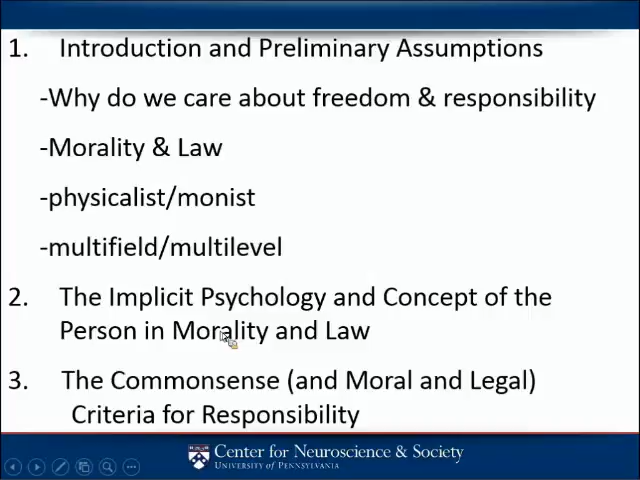 1. Introduction and Preliminary Assumptions
-Why do we care about freedom & responsibility
-Morality & Law
-physicalist/monist
-multifield/multilevel
2. The Implicit Psychology and Concept of the
Person in Morality and Law
3. The Commonsense (and Moral and Legal)
Criteria for Responsibility
Center for Neuroscience & Society
UNIVERSITY OF PENNSYLVANIA